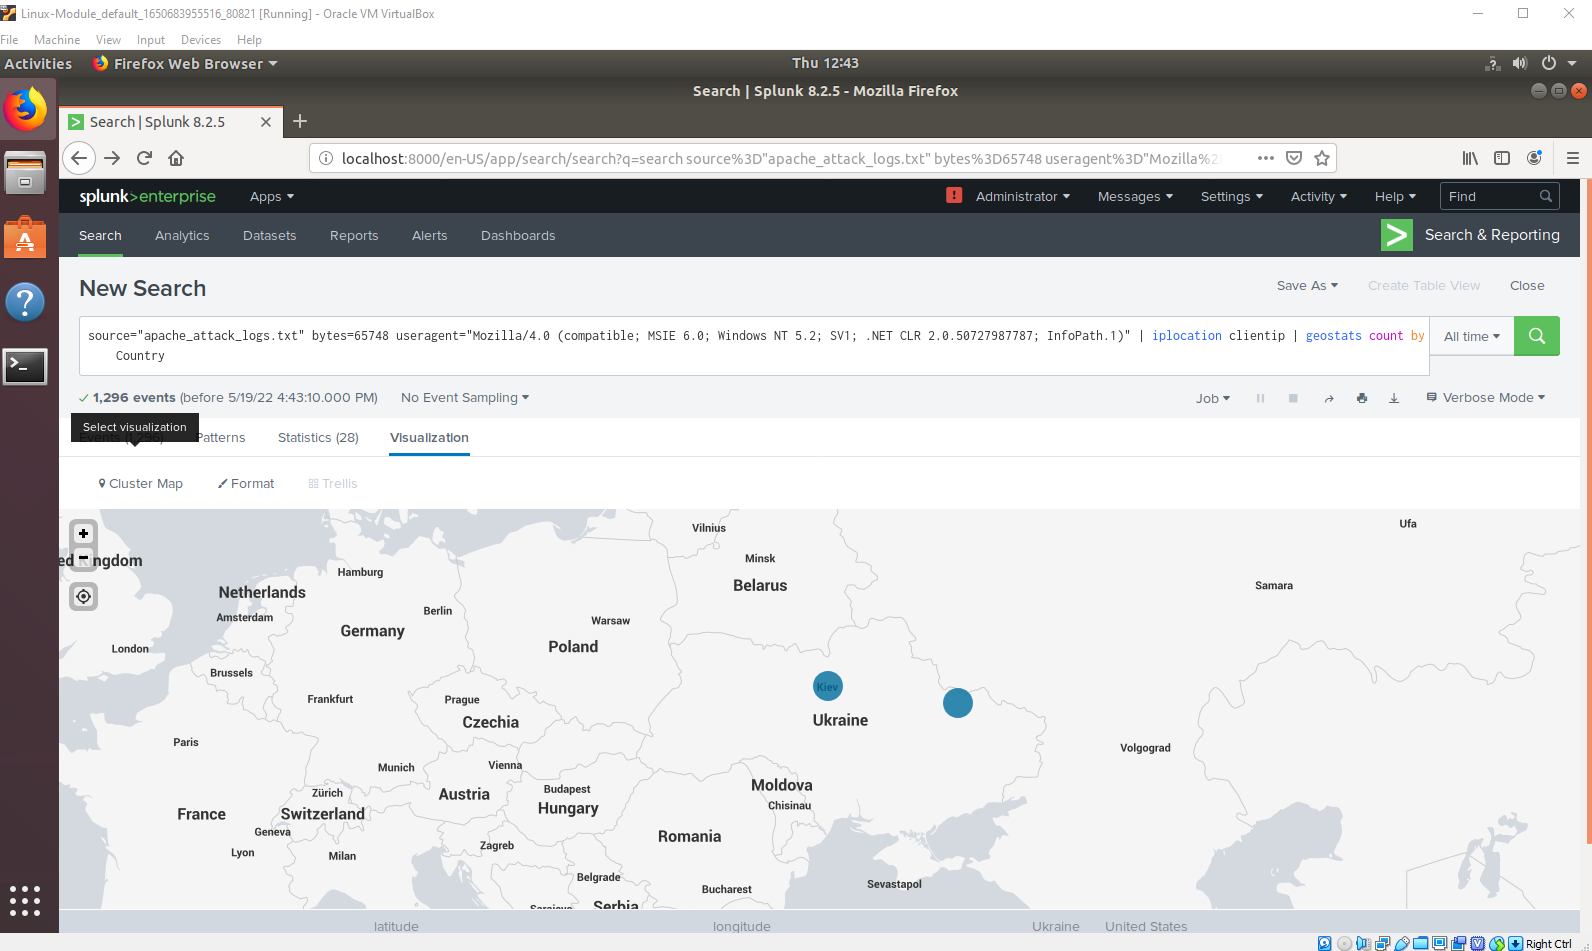 Linux-Module_default_1650683955516_80821 [Running] - Oracle VM VirtualBox
File Machine View Input Devices Help
Activities Firefox Web Browser Thu 12:43
Search | Splunk 8.2.5 - Mozilla Firefox
Search | Splunk 8.2.5
localhost:8000/en-US/app/search/search?q=search source%3D"apache_attack_logs.txt" bytes%3D65748 useragent%3D"Mozilla%2
splunk>enterprise Apps Administrator Messages Settings Activity Help Find
Search Analytics Datasets Reports Alerts Dashboards Search & Reporting
New Search Save As Create Table View Close
source="apache_attack_logs.txt" bytes=65748 useragent="Mozilla/4.0 (compatible; MSIE 6.0; Windows NT 5.2; SV1; .NET CLR 2.0.50727987787; InfoPath.1)" | iplocation clientip | geostats count by
Country
All time
1,296 events (before 5/19/22 4:43:10.000 PM) No Event Sampling Job Verbose Mode
Select visualization
Events (1,296) Patterns Statistics (28) Visualization
Cluster Map Format Trellis
Vilnius
Ufa
ed Kingdom
Minsk
Hamburg
Belarus
Samara
Netherlands
Amsterdam
Berlin
Warsaw
Germany
Poland
London
Brussels
Kiev
Frankfurt
Prague
Czechia
Ukraine
Paris
Volgograd
Munich
Vienna
Moldova
Zürich
Austria
Budapest
Chisinau
France
Switzerland
Hungary
Geneva
Romania
Lyon
Milan
Zagreb
Belgrade
Bucharest
Sevastapol
Sarajevo
Serbia
latitude longitude Ukraine United States
Right Ctrl